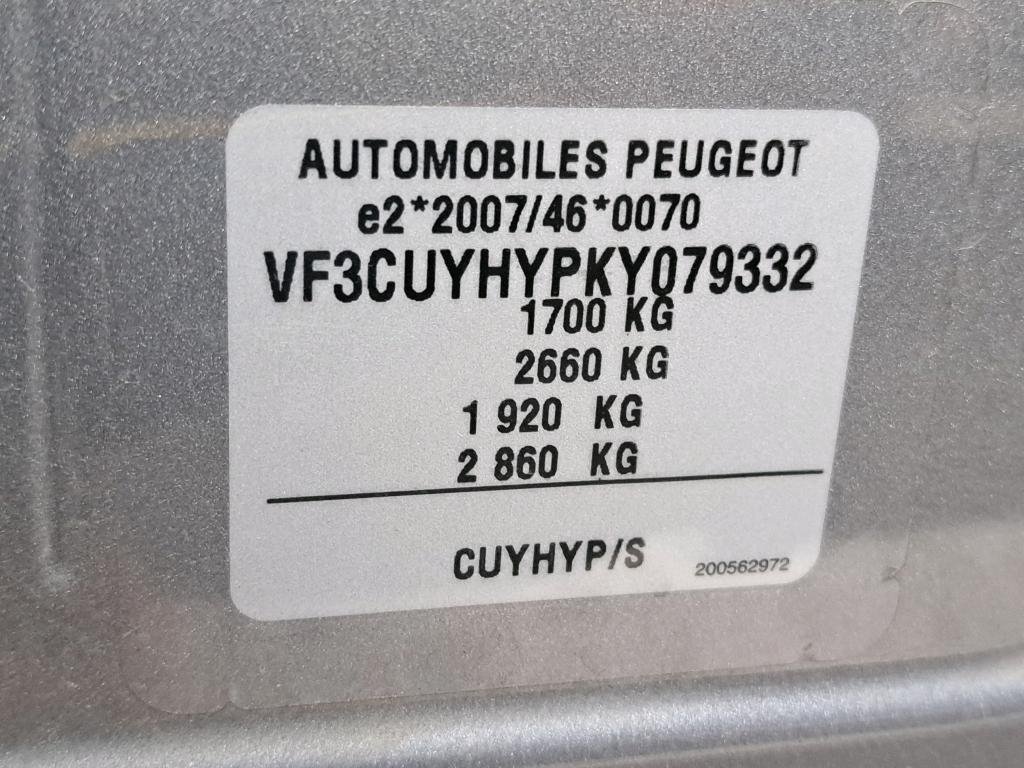 AUTOMOBILES PEUGEOT
e2*2007/46*0070
VF3CUYHYPKY079332
1700 KG
2660 KG
1 920 KG
2 860 KG
CUYHYP/S
200562972